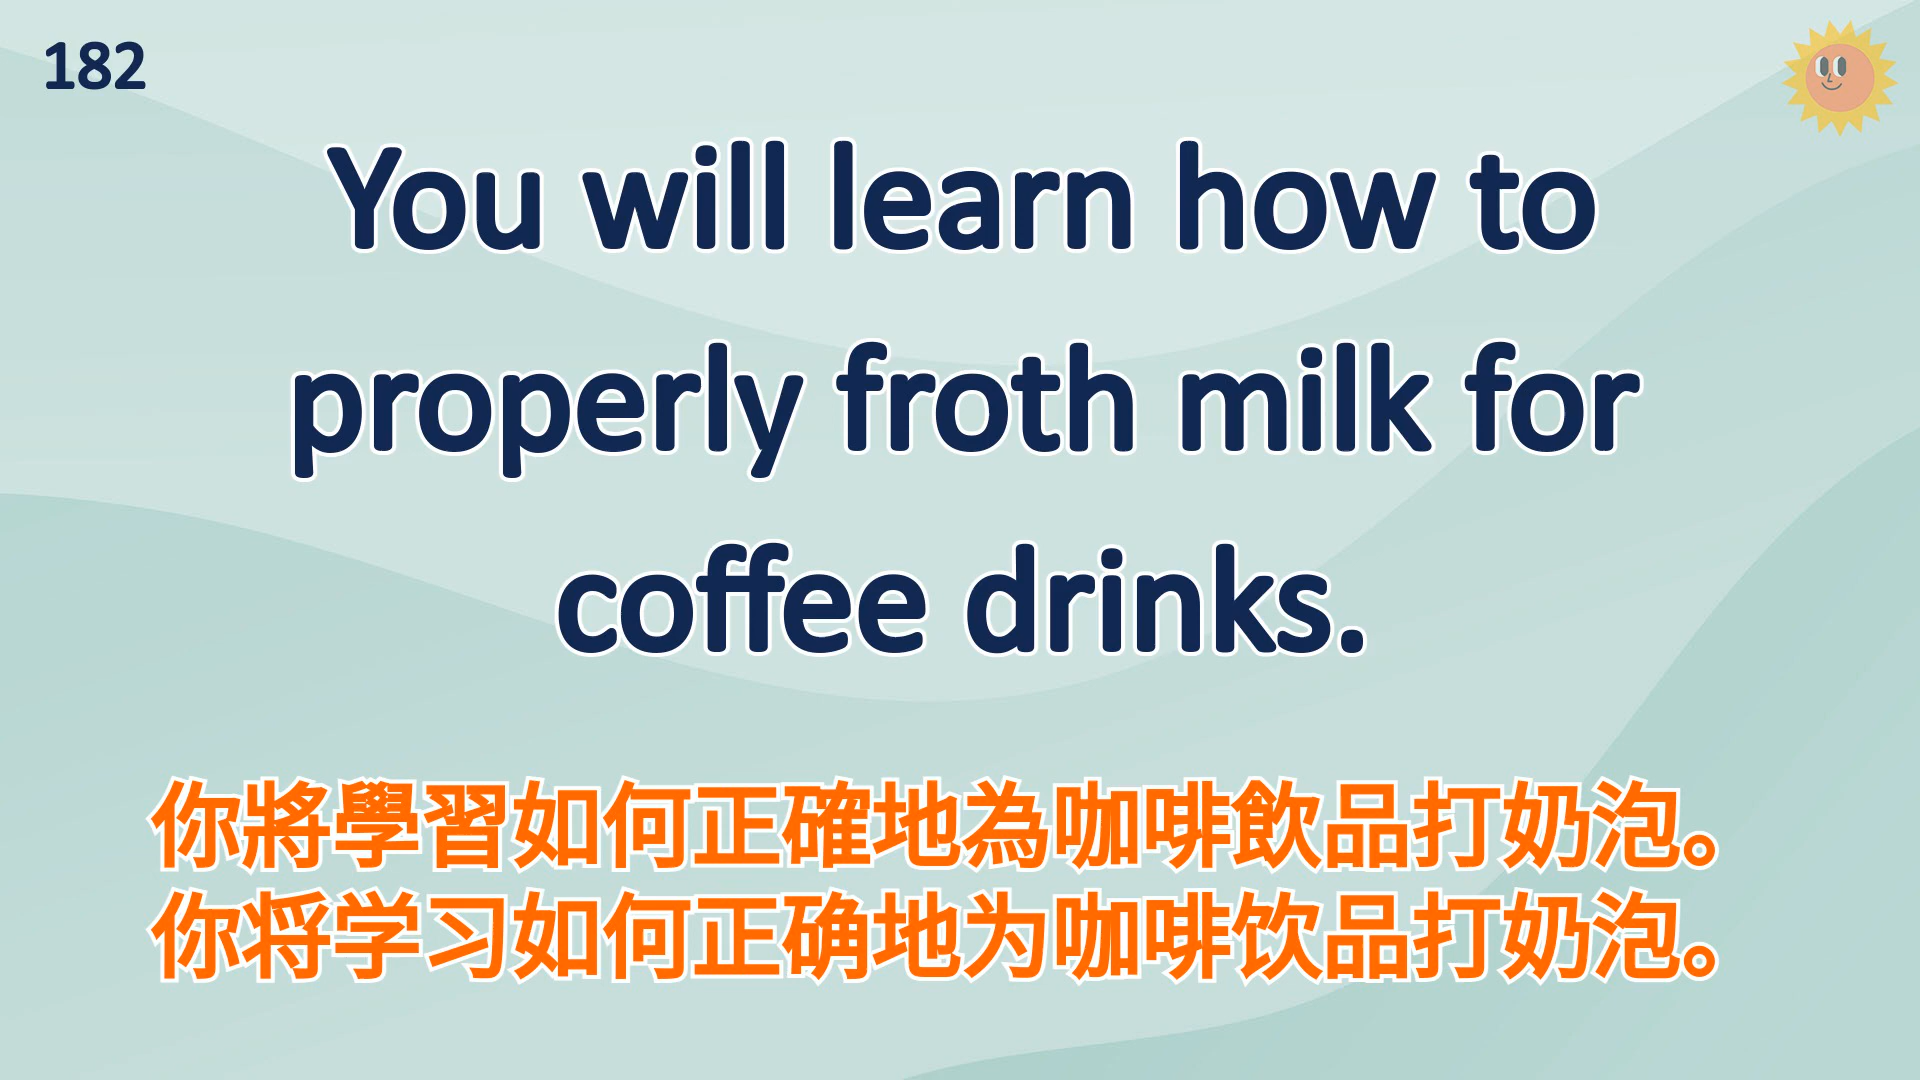 182
You will learn how to
properly froth milk for
coffee drinks.
你將學習如何正確地為咖啡飲品打奶泡。
你将学习如何正确地为咖啡饮品打奶泡。